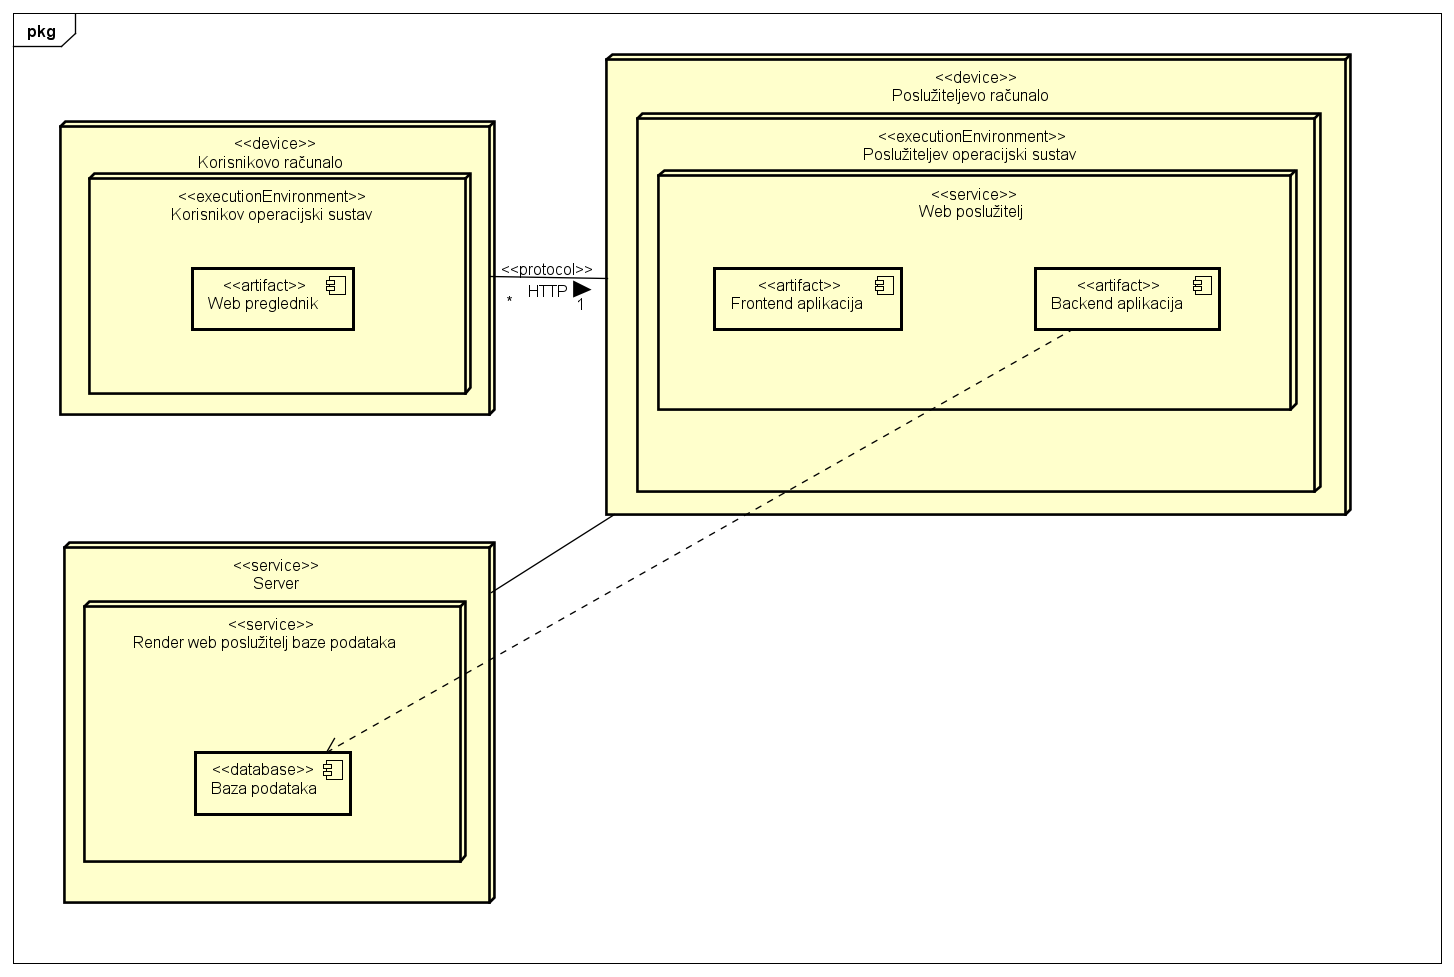 pkg
<<device>>
Korisnikovo računalo
<<executionEnvironment>>
Korisnikov operacijski sustav
<<artifact>>
Web preglednik
<<protocol>>
HTTP
*
1
<<device>>
Poslužiteljevo računalo
<<executionEnvironment>>
Poslužiteljev operacijski sustav
<<service>>
Web poslužitelj
<<artifact>>
Frontend aplikacija
<<artifact>>
Backend aplikacija
<<service>>
Server
<<service>>
Render web poslužitelj baze podataka
<<database>>
Baza podataka